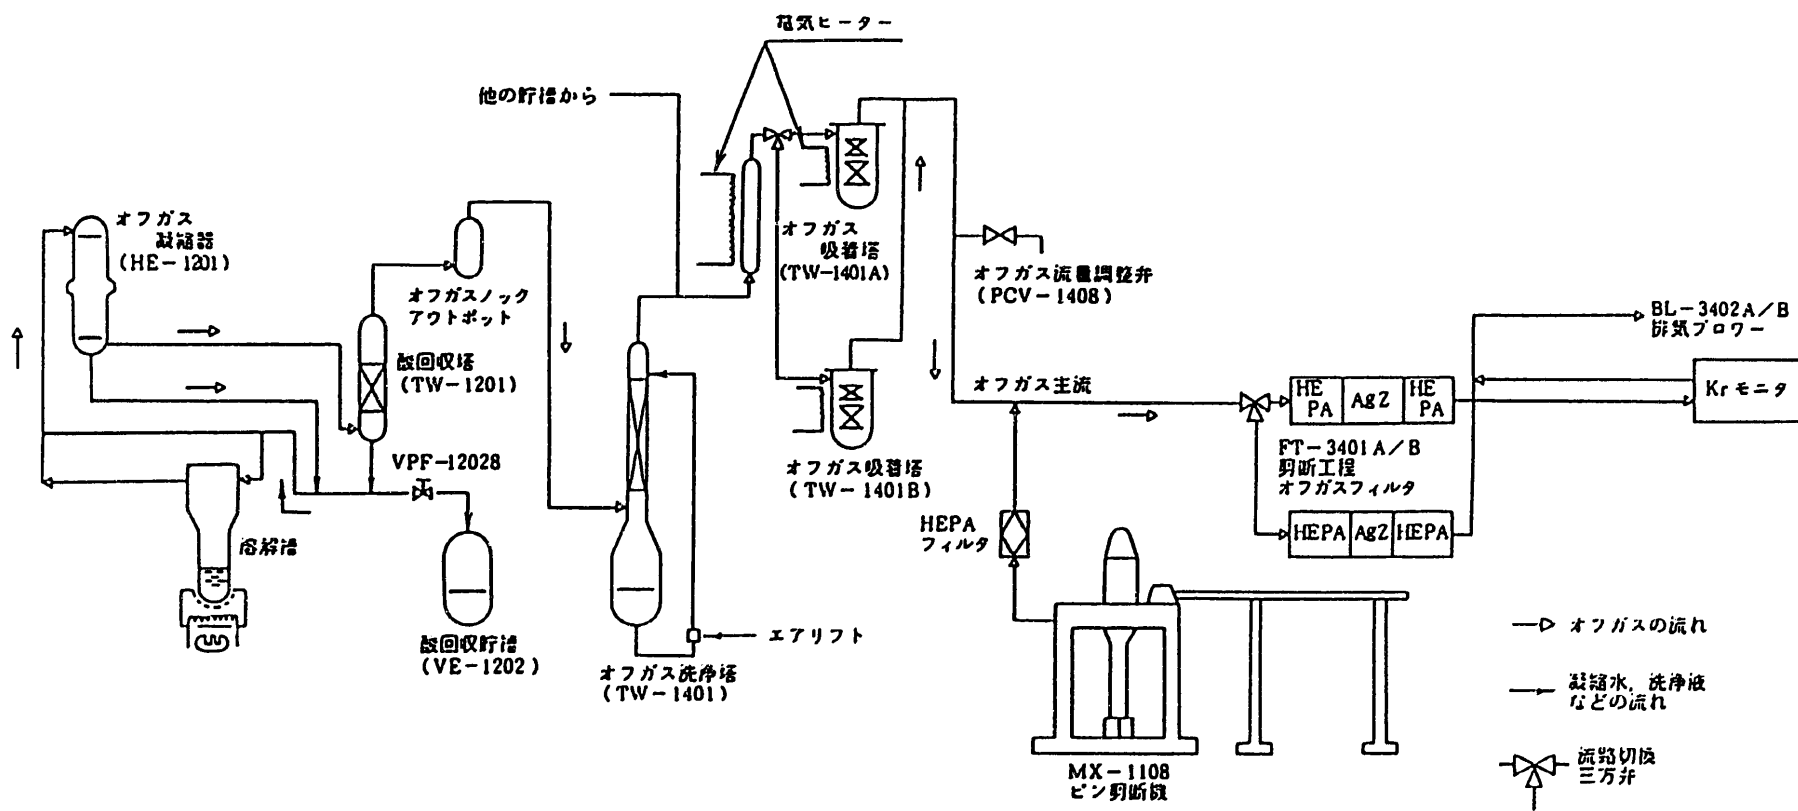 電気ヒーター
他の貯槽から
オフガス
凝縮器
(HE-1201)
オフガスノック
アウトポット
酸回収塔
(TW-1201)
VPF-12028
溶解槽
酸回収貯槽
(VE-1202)
オフガス洗浄塔
(TW-1401)
エアリフト
オフガス
吸着塔
(TW-1401A)
オフガス吸着塔
(TW-1401B)
オフガス流量調整弁
(PCV-1408)
オフガス主流
HEPA
フィルタ
MX-1108
ピン剪断機
HE
PA
AgZ
HE
PA
FT-3401A/B
剪断工程
オフガスフィルタ
HEPA AgZ HEPA
BL-3402A/B
排気ブロワー
Krモニタ
オフガスの流れ
凝縮水,洗浄液
などの流れ
流路切換
三方弁